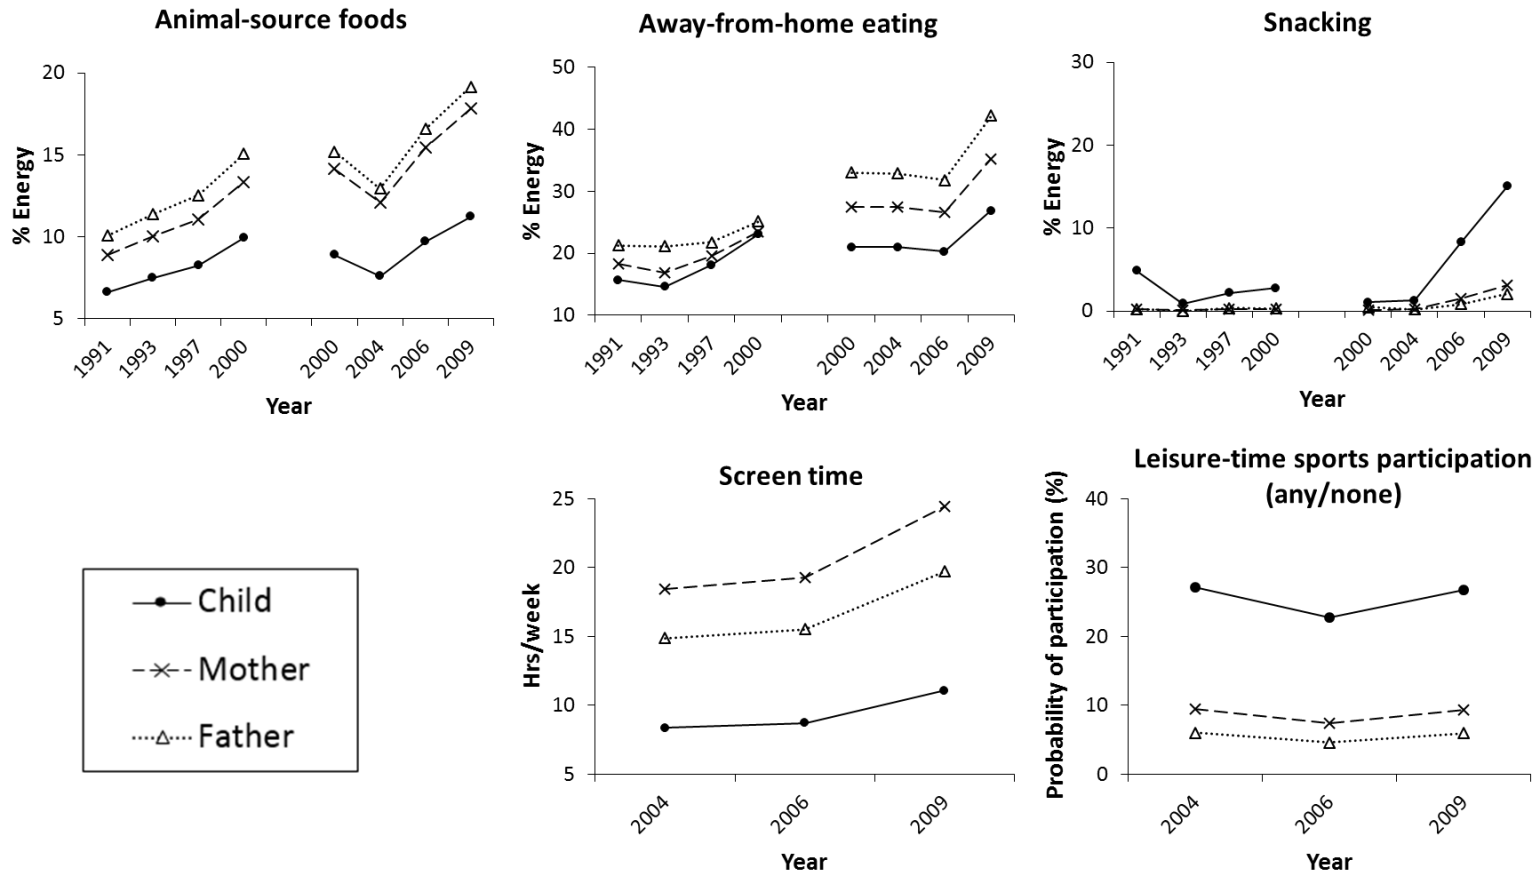 Animal-source foods
% Energy
20
15
10
5
1991
1993
1997
2000
2000
2004
2006
2009
Year
Away-from-home eating
% Energy
50
40
30
20
10
1991
1993
1997
2000
2000
2004
2006
2009
Year
Snacking
% Energy
30
20
10
0
1991
1993
1997
2000
2000
2004
2006
2009
Year
Child
Mother
Father
Screen time
Hrs/week
25
20
15
10
5
2004
2006
2009
Year
Leisure-time sports participation
(any/none)
Probability of participation (%)
40
30
20
10
0
2004
2006
2009
Year